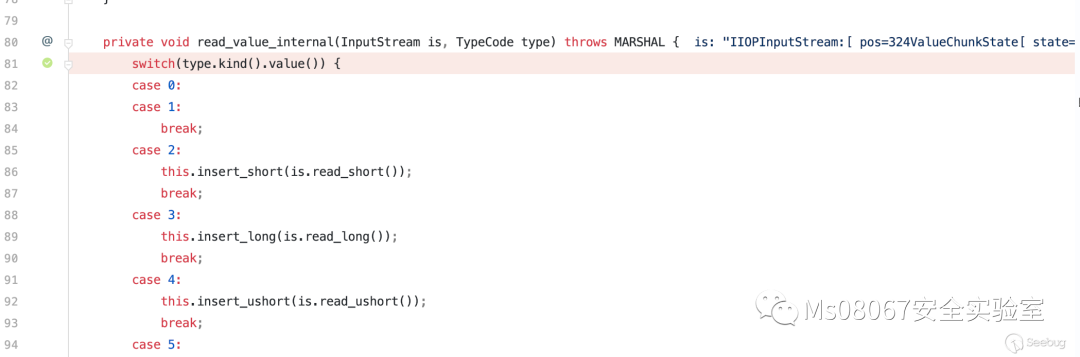 79
80 @ private void read_value_internal(InputStream is, TypeCode type) throws MARSHAL { is: "IIOPInputStream:[ pos=324ValueChunkState[ state=
81 switch(type.kind().value()) {
82 case 0:
83 case 1:
84 break;
85 case 2:
86 this.insert_short(is.read_short());
87 break;
88 case 3:
89 this.insert_long(is.read_long());
90 break;
91 case 4:
92 this.insert_ushort(is.read_ushort());
93 break;
94 case 5:
Ms08067安全实验室
Seebug